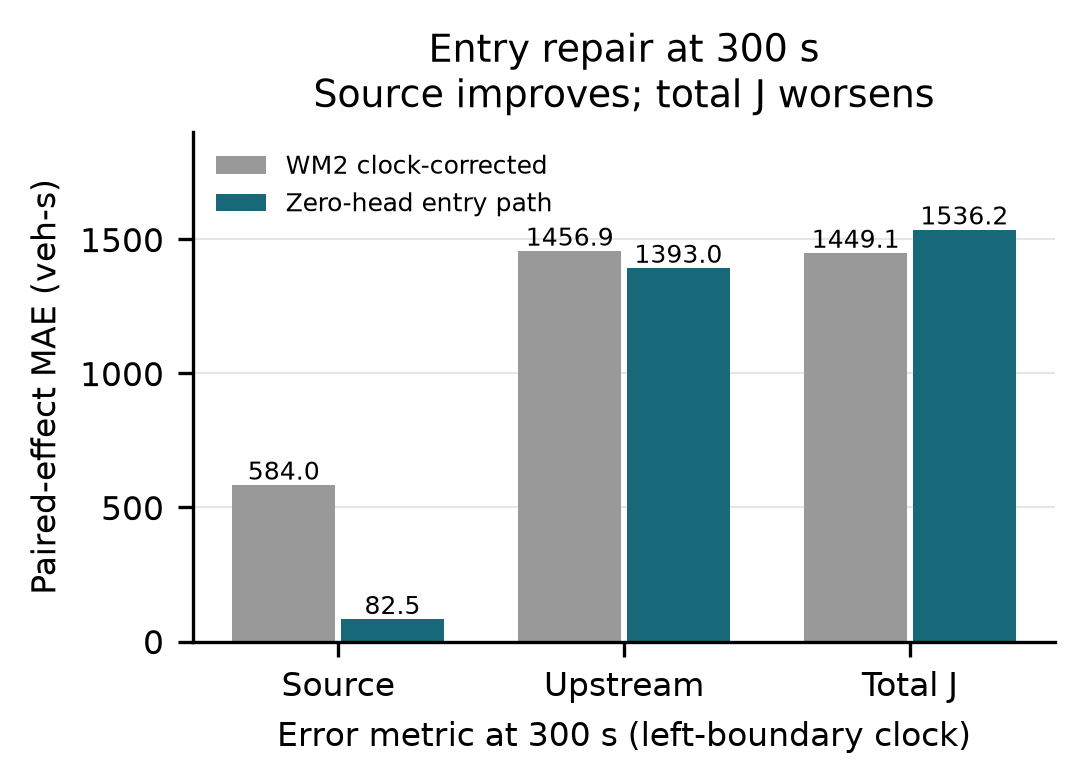 Entry repair at 300 s
Source improves; total J worsens
WM2 clock-corrected
Zero-head entry path
Paired-effect MAE (veh-s)
1500
1000
500
0
584.0
82.5
1456.9
1393.0
1449.1
1536.2
Source
Upstream
Total J
Error metric at 300 s (left-boundary clock)